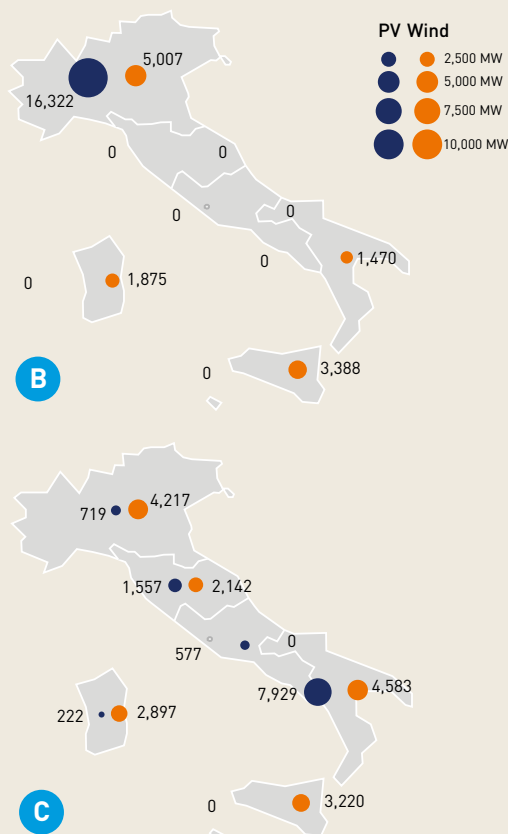 PV Wind
2,500 MW
5,000 MW
7,500 MW
10,000 MW
5,007
16,322
0 0
0 0
0
1,470
0 1,875
B
0 3,388
4,217
719
1,557 2,142
0
577
7,929 4,583
222 2,897
C
0 3,220